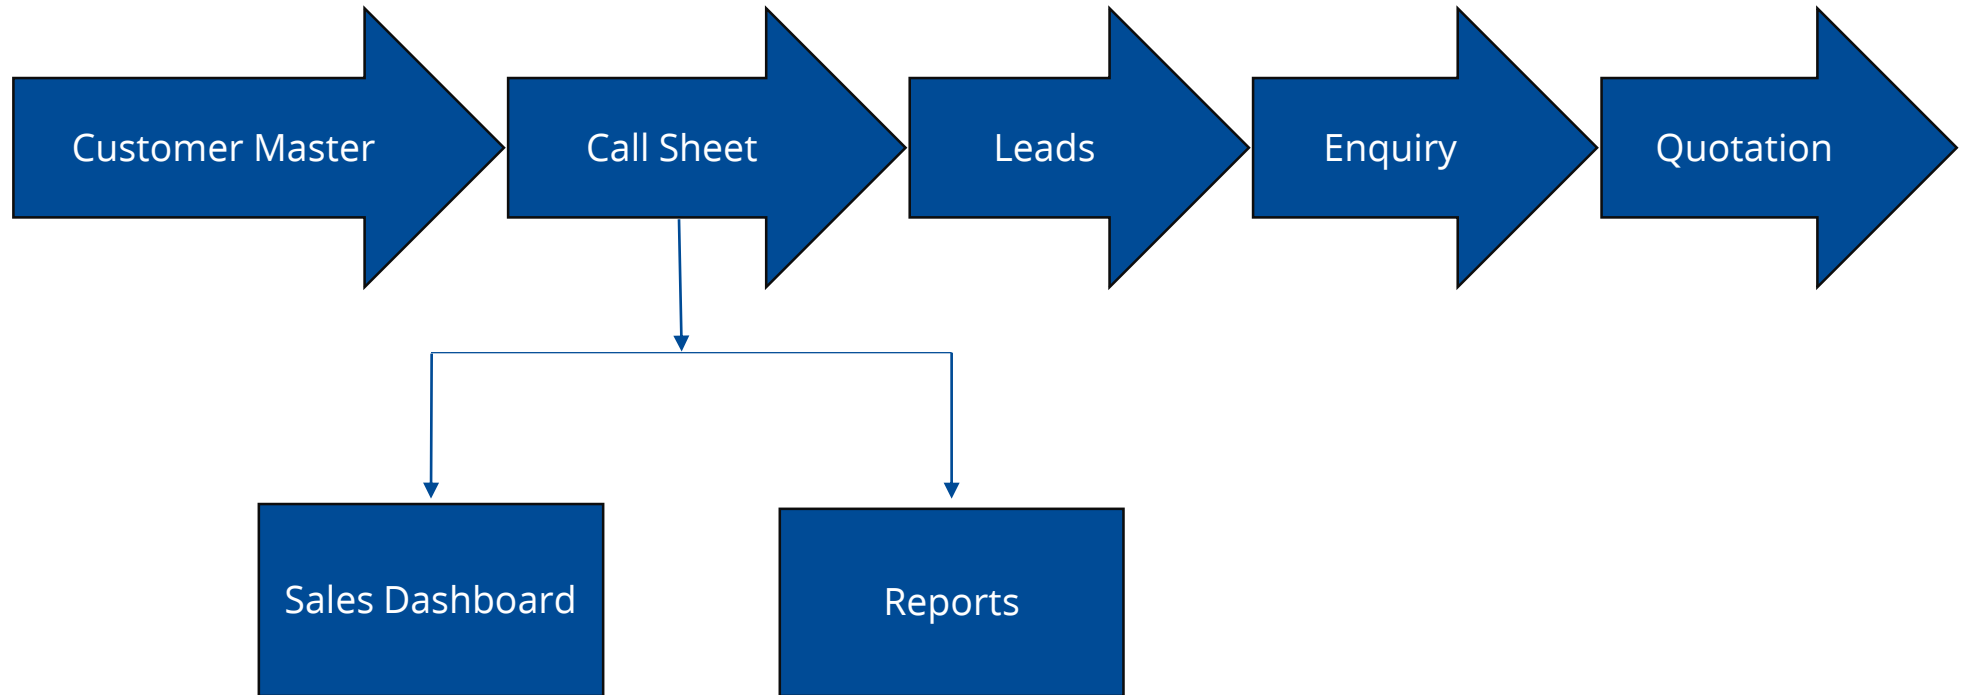 Customer Master
Call Sheet
Leads
Enquiry
Quotation
Sales Dashboard
Reports